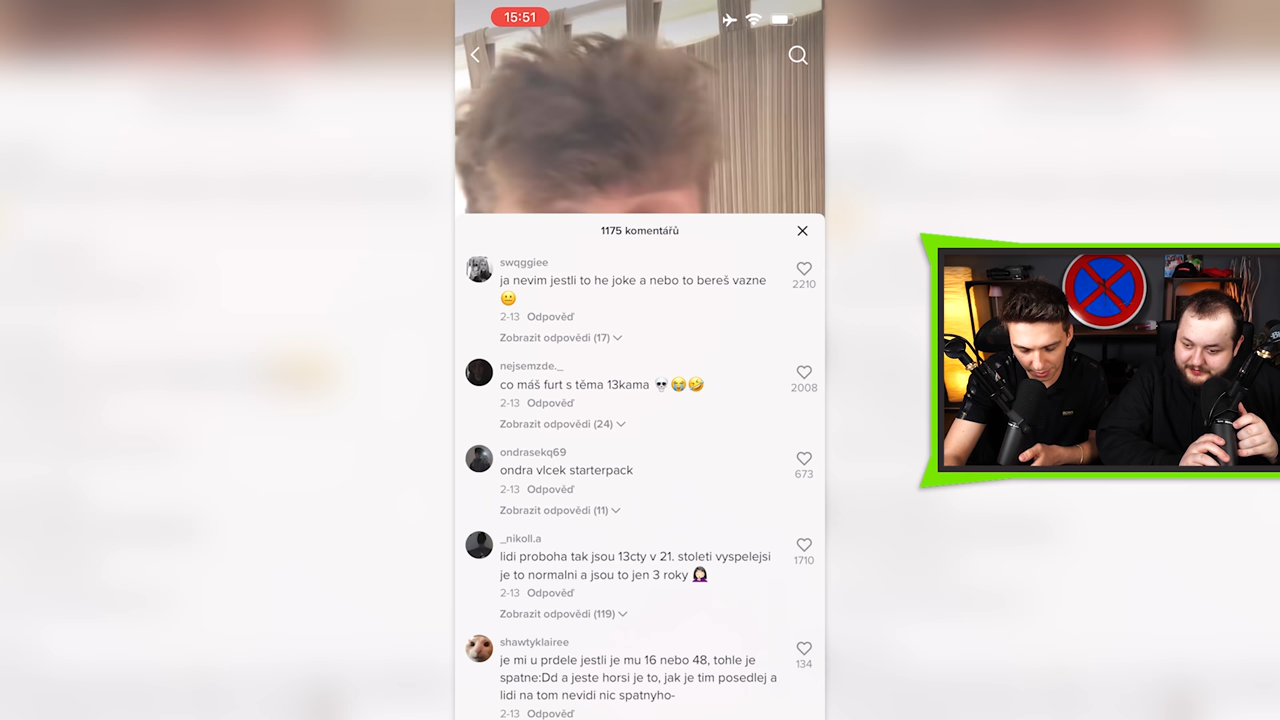 15:51
1175 komentářů
swqggiee
ja nevim jestli to he joke a nebo to bereš vazne
😐
2210
2-13 Odpověď
Zobrazit odpovědi (17)
nejsemzde._
co máš furt s těma 13kama 💀😭🤣
2008
2-13 Odpověď
Zobrazit odpovědi (24)
ondrasekq69
ondra vlcek starterpack
673
2-13 Odpověď
Zobrazit odpovědi (11)
_nikoll.a
lidi proboha tak jsou 13cty v 21. stoleti vyspelejsi
je to normalni a jsou to jen 3 roky 🤦🏻‍♀️
1710
2-13 Odpověď
Zobrazit odpovědi (119)
shawtyklairee
je mi u prdele jestli je mu 16 nebo 48, tohle je
spatne:Dd a jeste horsi je to, jak je tim posedlej a
lidi na tom nevidi nic spatnyho-
134
2-13 Odpověď